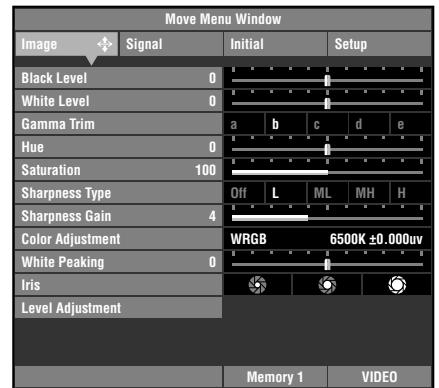 Move Menu Window
Image Signal Initial Setup
Black Level 0
White Level 0
Gamma Trim a b c d e
Hue 0
Saturation 100
Sharpness Type Off L ML MH H
Sharpness Gain 4
Color Adjustment WRGB 6500K ±0.000uv
White Peaking 0
Iris
Level Adjustment
Memory 1 VIDEO